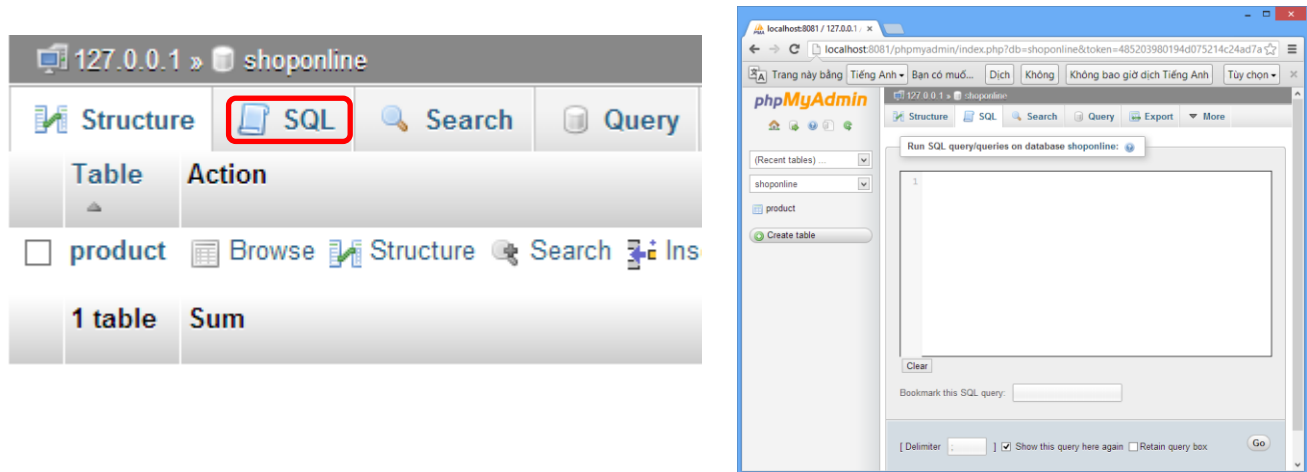 127.0.0.1 » shoponline
Structure SQL Search Query
Table Action
product Browse Structure Search Ins
1 table Sum
localhost:8081 / 127.0.0.1 /
localhost:8081/phpmyadmin/index.php?db=shoponline&token=485203980194d075214c24ad7a
Trang này bằng Tiếng Anh Bạn có muố... Dịch Không Không bao giờ dịch Tiếng Anh Tùy chọn
phpMyAdmin
(Recent tables) ...
shoponline
product
Create table
127.0.0.1 » shoponline
Structure SQL Search Query Export More
Run SQL query/queries on database shoponline:
1
Clear
Bookmark this SQL query:
[ Delimiter ; ] Show this query here again Retain query box Go